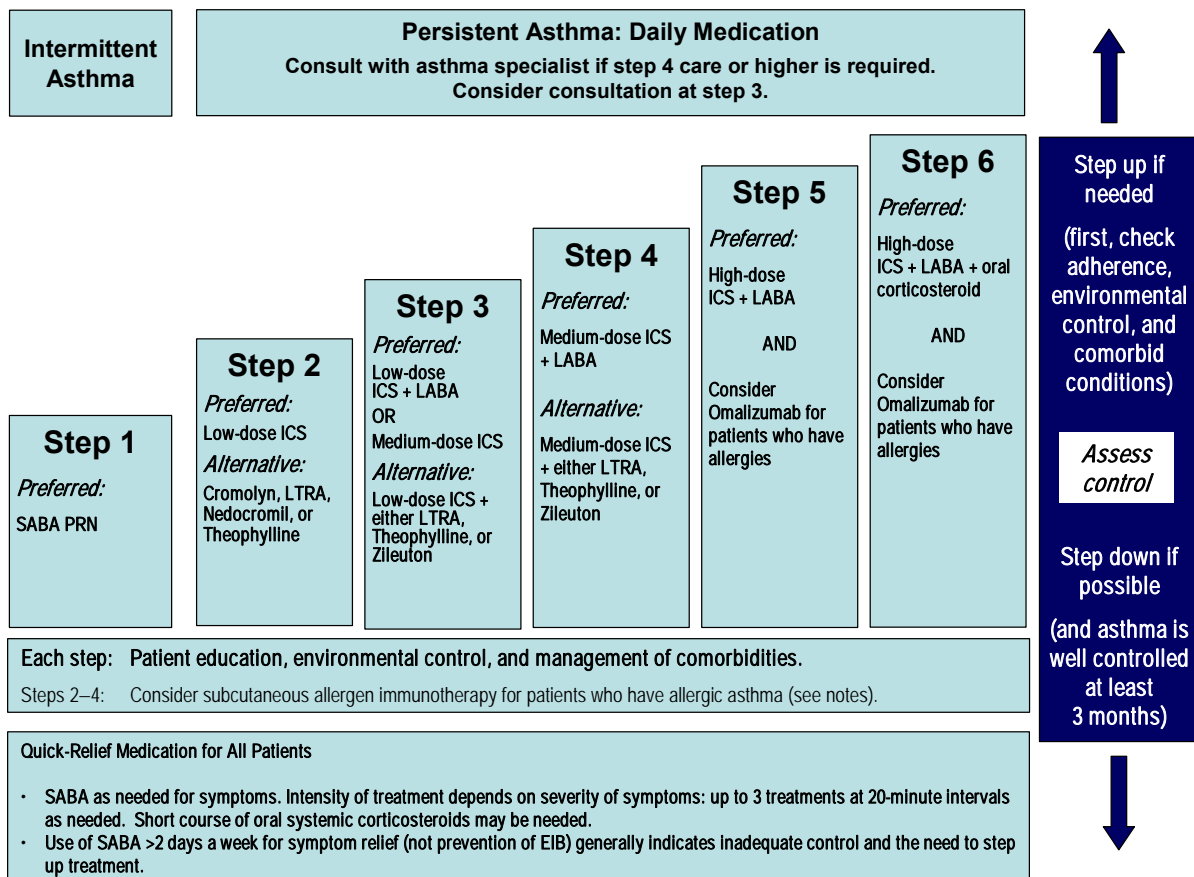 Intermittent
Asthma
Persistent Asthma: Daily Medication
Consult with asthma specialist if step 4 care or higher is required.
Consider consultation at step 3.
Step 1
Preferred:
SABA PRN
Step 2
Preferred:
Low-dose ICS
Alternative:
Cromolyn, LTRA,
Nedocromil, or
Theophylline
Step 3
Preferred:
Low-dose
ICS + LABA
OR
Medium-dose ICS
Alternative:
Low-dose ICS +
either LTRA,
Theophylline, or
Zileuton
Step 4
Preferred:
Medium-dose ICS
+ LABA
Alternative:
Medium-dose ICS
+ either LTRA,
Theophylline, or
Zileuton
Step 5
Preferred:
High-dose
ICS + LABA
AND
Consider
Omalizumab for
patients who have
allergies
Step 6
Preferred:
High-dose
ICS + LABA + oral
corticosteroid
AND
Consider
Omalizumab for
patients who have
allergies
Step up if
needed
(first, check
adherence,
environmental
control, and
comorbid
conditions)
Assess
control
Step down if
possible
(and asthma is
well controlled
at least
3 months)
Each step: Patient education, environmental control, and management of comorbidities.
Steps 2–4: Consider subcutaneous allergen immunotherapy for patients who have allergic asthma (see notes).
Quick-Relief Medication for All Patients
• SABA as needed for symptoms. Intensity of treatment depends on severity of symptoms: up to 3 treatments at 20-minute intervals
as needed. Short course of oral systemic corticosteroids may be needed.
• Use of SABA >2 days a week for symptom relief (not prevention of EIB) generally indicates inadequate control and the need to step
up treatment.